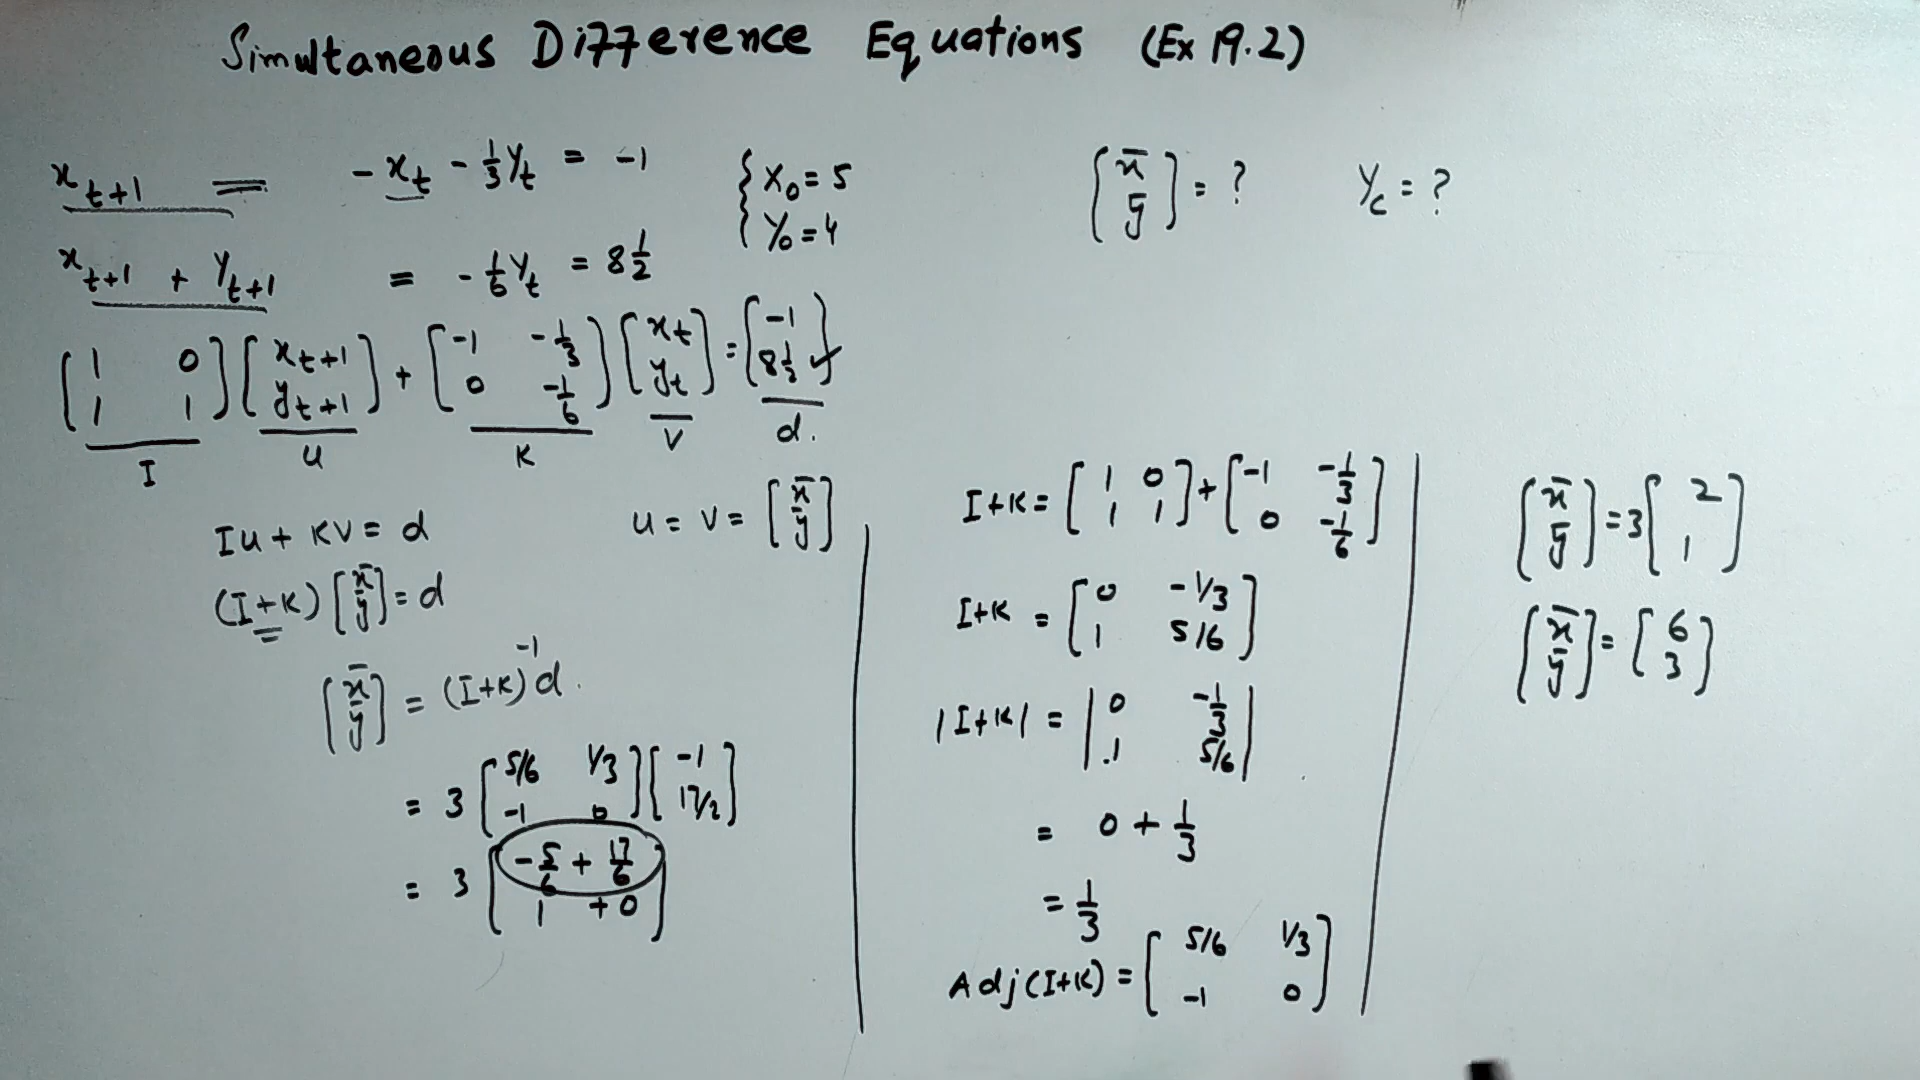 Simultaneous Difference Equations (Ex 19.2)
x_{t+1} = -x_t - 1/3 y_t = -1
{ x_0 = 5
{ y_0 = 4
[x̄ ȳ] = ? y_c = ?
x_{t+1} + y_{t+1} = -1/6 y_t = 8 1/2
[1 0; 1 1] [x_{t+1}; y_{t+1}] + [-1 -1/3; 0 -1/6] [x_t; y_t] = [-1; 8 1/2]
I u K v d.
Iu + Kv = d u = v = [x̄; ȳ]
(I+K) [x̄; ȳ] = d
[x̄; ȳ] = (I+K)^{-1} d.
= 3 [5/6 1/3; -1 0] [-1; 17/2]
= 3 [-5/6 + 17/6; 1 + 0]
I+K = [1 0; 1 1] + [-1 -1/3; 0 -1/6]
I+K = [0 -1/3; 1 5/6]
|I+K| = |0 -1/3; 1 5/6|
= 0 + 1/3
= 1/3
Adj(I+K) = [5/6 1/3; -1 0]
[x̄; ȳ] = 3 [2; 1]
[x̄; ȳ] = [6; 3]